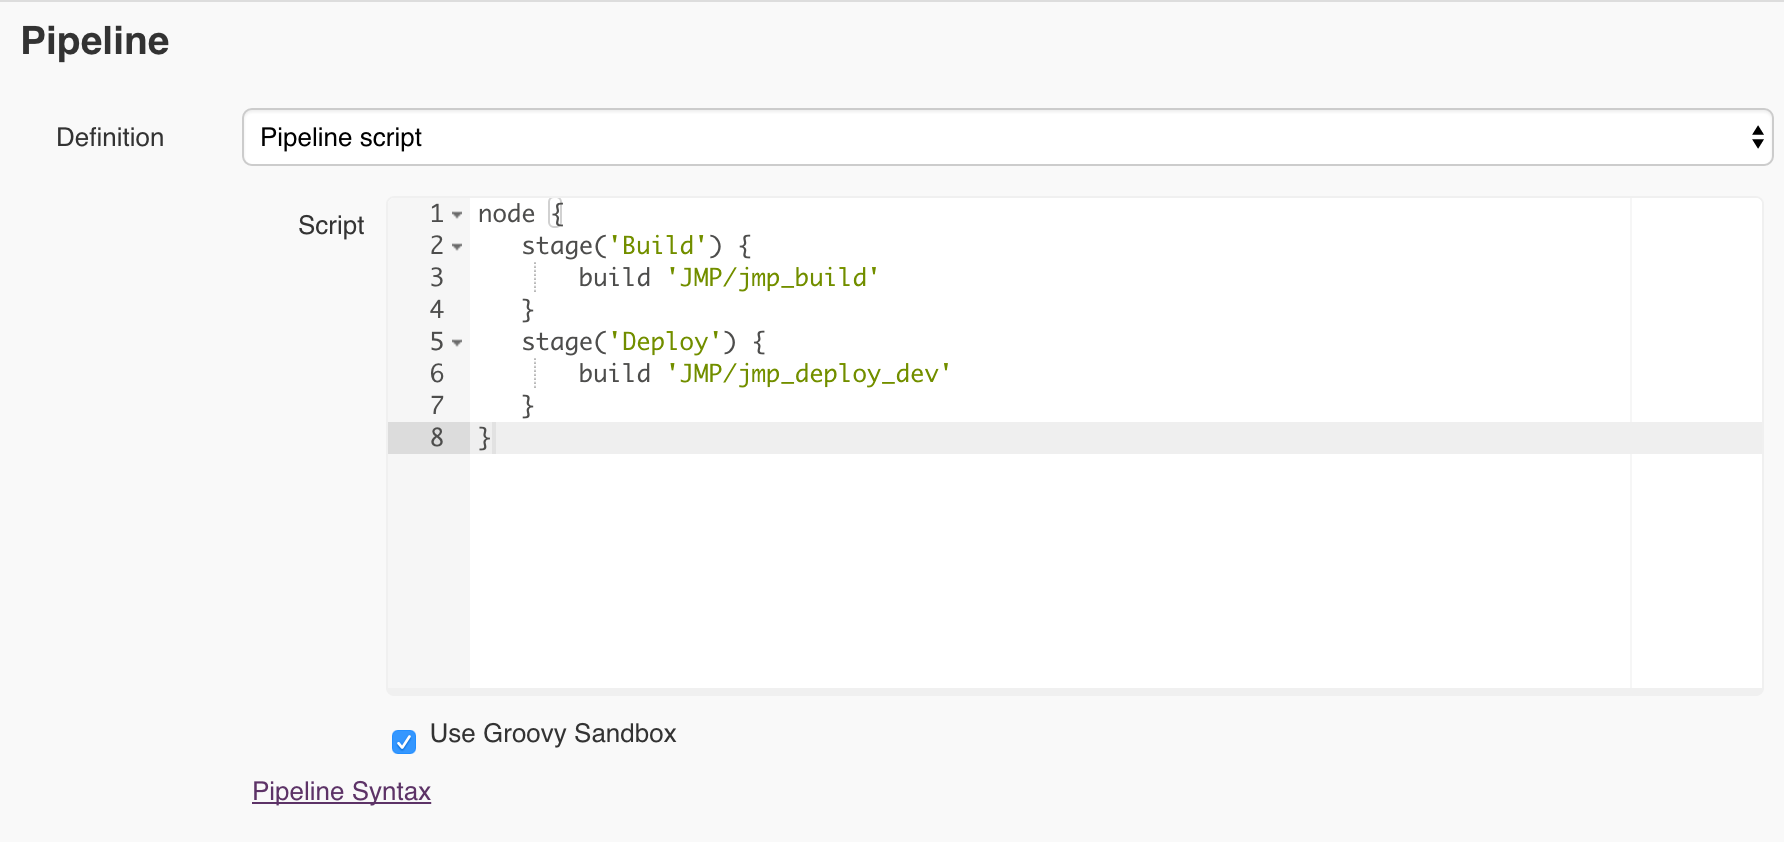 Pipeline
Definition
Pipeline script
Script
1 node {
2    stage('Build') {
3        build 'JMP/jmp_build'
4    }
5    stage('Deploy') {
6        build 'JMP/jmp_deploy_dev'
7    }
8 }
Use Groovy Sandbox
Pipeline Syntax